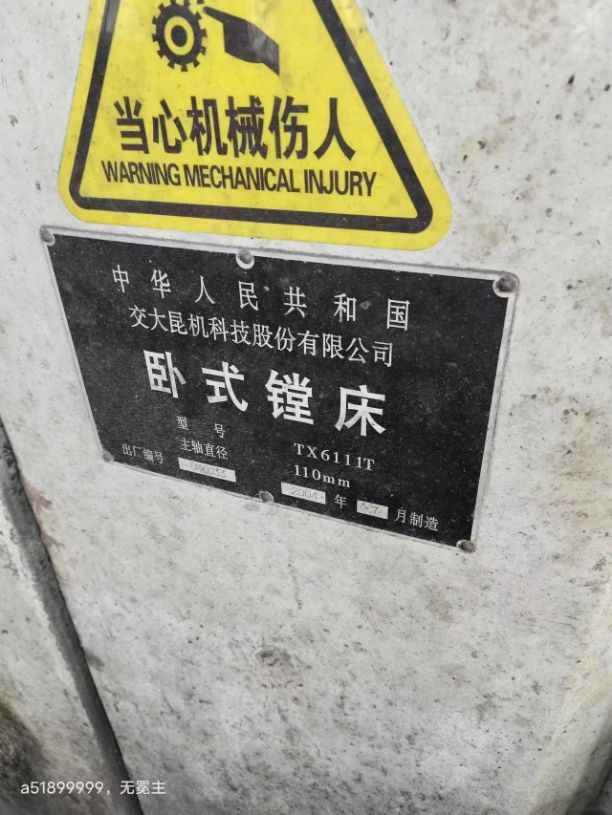 当心机械伤人
WARNING MECHANICAL INJURY
中华人民共和国
交大昆机科技股份有限公司
卧式镗床
型号 TX6111T
主轴直径 110mm
出厂编号 040033 2004 年 7 月制造
a51899999，无冕主